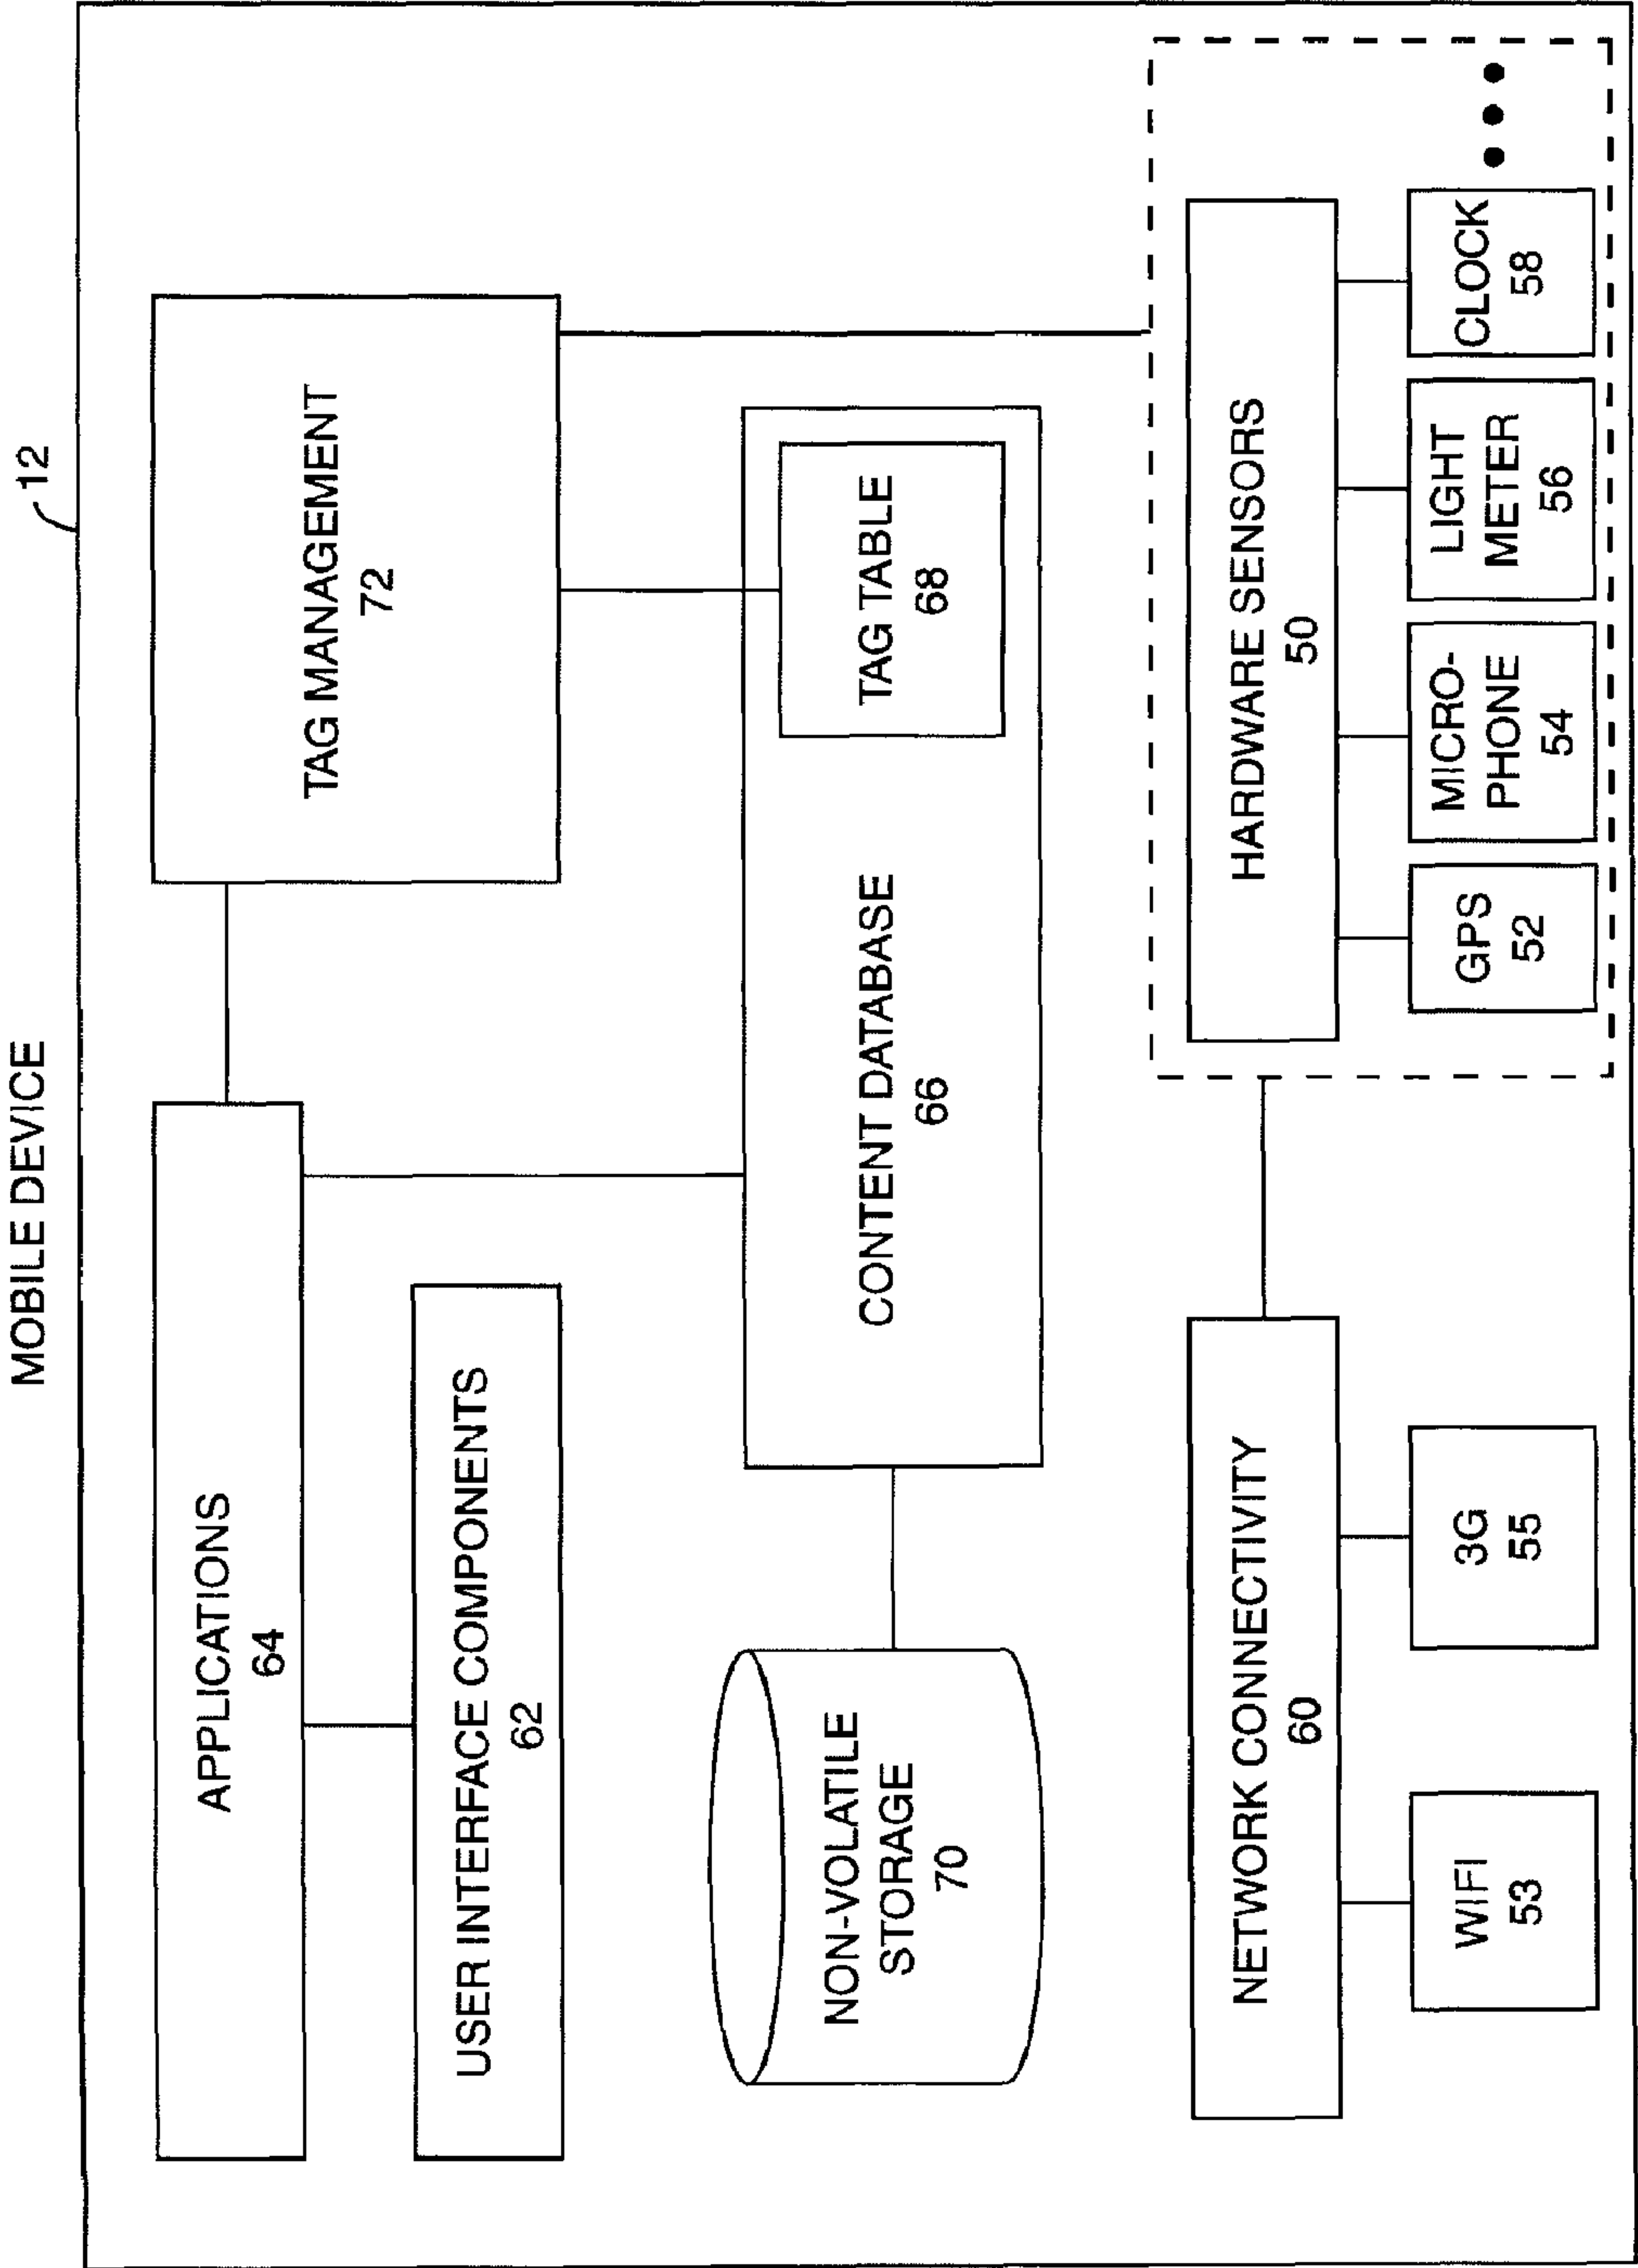 MOBILE DEVICE
12
APPLICATIONS
64
TAG MANAGEMENT
72
USER INTERFACE COMPONENTS
62
NON-VOLATILE
STORAGE
70
CONTENT DATABASE
66
TAG TABLE
68
NETWORK CONNECTIVITY
60
WIFI
53
3G
55
HARDWARE SENSORS
50
GPS
52
MICRO-
PHONE
54
LIGHT
METER
56
CLOCK
58